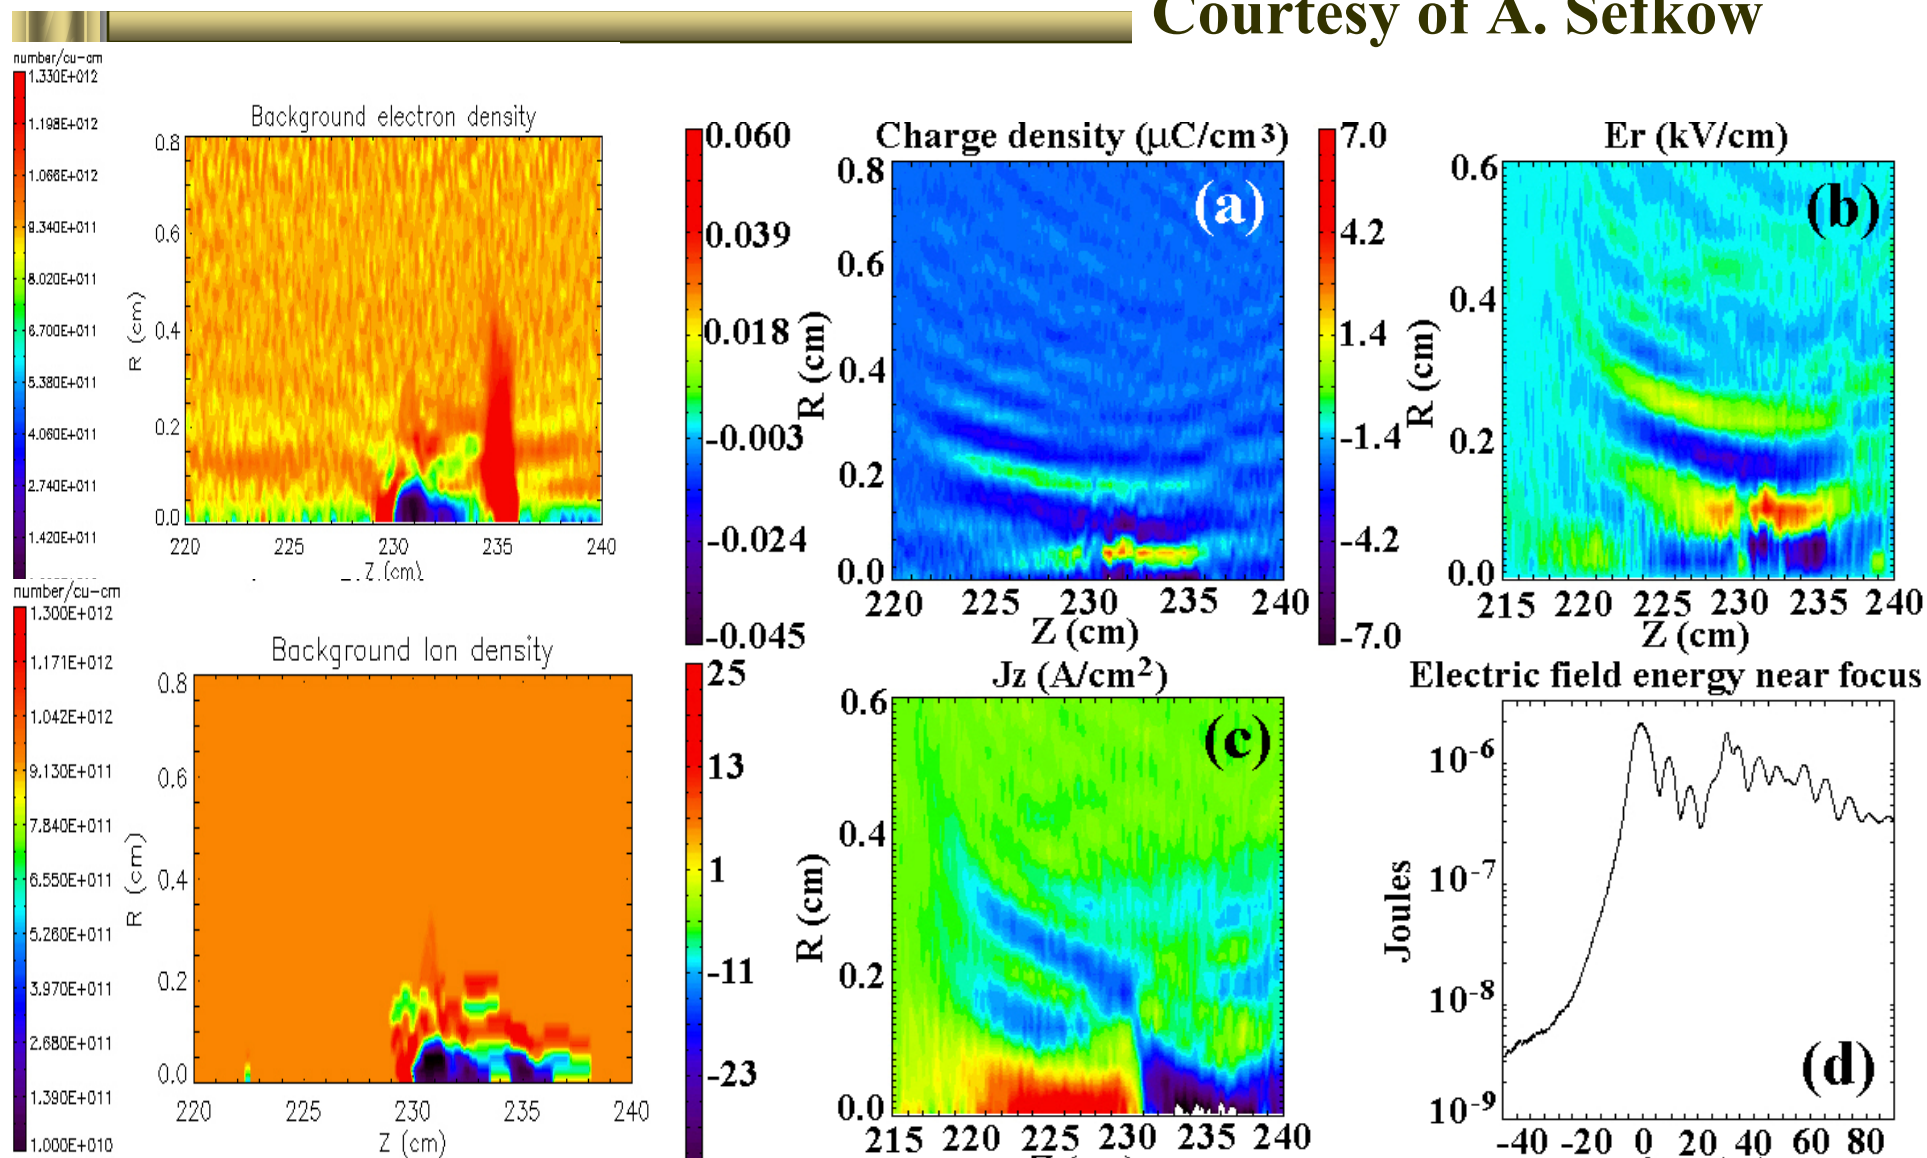 Courtesy of A. Sefkow
number/cu-cm
1.330E+012
1.198E+012
1.066E+012
9.340E+011
8.020E+011
6.700E+011
5.380E+011
4.060E+011
2.740E+011
1.420E+011
Background electron density
R (cm)
0.8
0.6
0.4
0.2
0.0
220 225 230 235 240
Z (cm)
0.060
0.039
0.018
-0.003
-0.024
-0.045
Charge density (μC/cm3)
(a)
R (cm)
0.8
0.6
0.4
0.2
0.0
220 225 230 235 240
Z (cm)
7.0
4.2
1.4
-1.4
-4.2
-7.0
Er (kV/cm)
(b)
R (cm)
0.6
0.4
0.2
0.0
215 220 225 230 235 240
Z (cm)
number/cu-cm
1.300E+012
1.171E+012
1.042E+012
9.130E+011
7.840E+011
6.550E+011
5.260E+011
3.970E+011
2.680E+011
1.390E+011
1.000E+010
Background Ion density
R (cm)
0.8
0.6
0.4
0.2
0.0
220 225 230 235 240
Z (cm)
25
13
1
-11
-23
Jz (A/cm2)
(c)
R (cm)
0.6
0.4
0.2
0.0
215 220 225 230 235 240
Electric field energy near focus
(d)
Joules
10-6
10-7
10-8
10-9
-40 -20 0 20 40 60 80